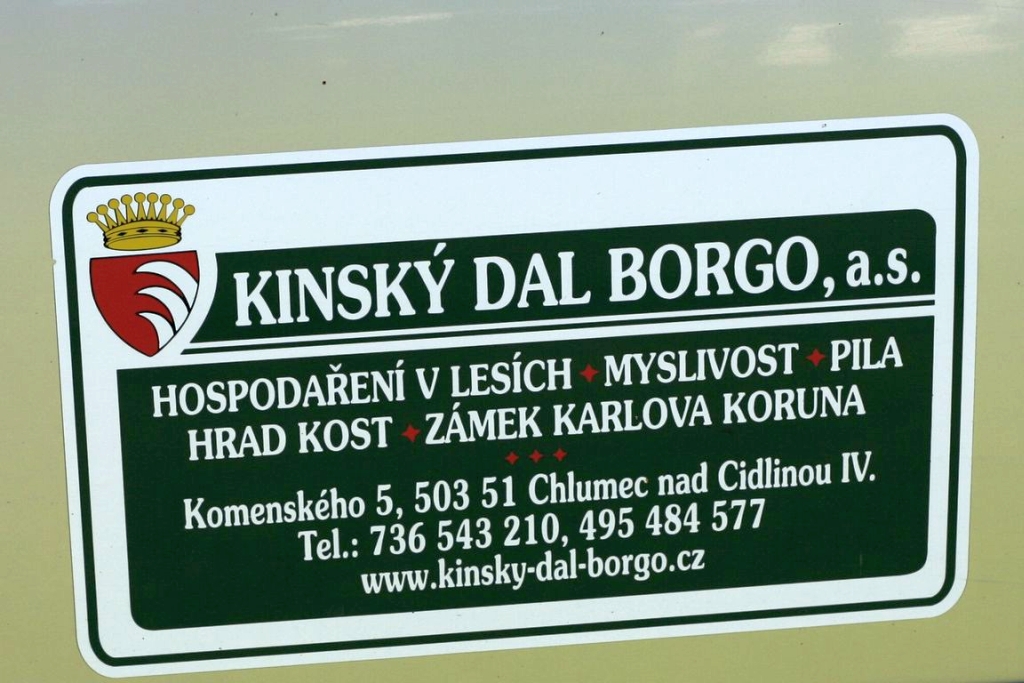 KINSKÝ DAL BORGO, a.s.
HOSPODAŘENÍ V LESÍCH ✦ MYSLIVOST ✦ PILA
HRAD KOST ✦ ZÁMEK KARLOVA KORUNA
✦ ✦ ✦
Komenského 5, 503 51 Chlumec nad Cidlinou IV.
Tel.: 736 543 210, 495 484 577
www.kinsky-dal-borgo.cz